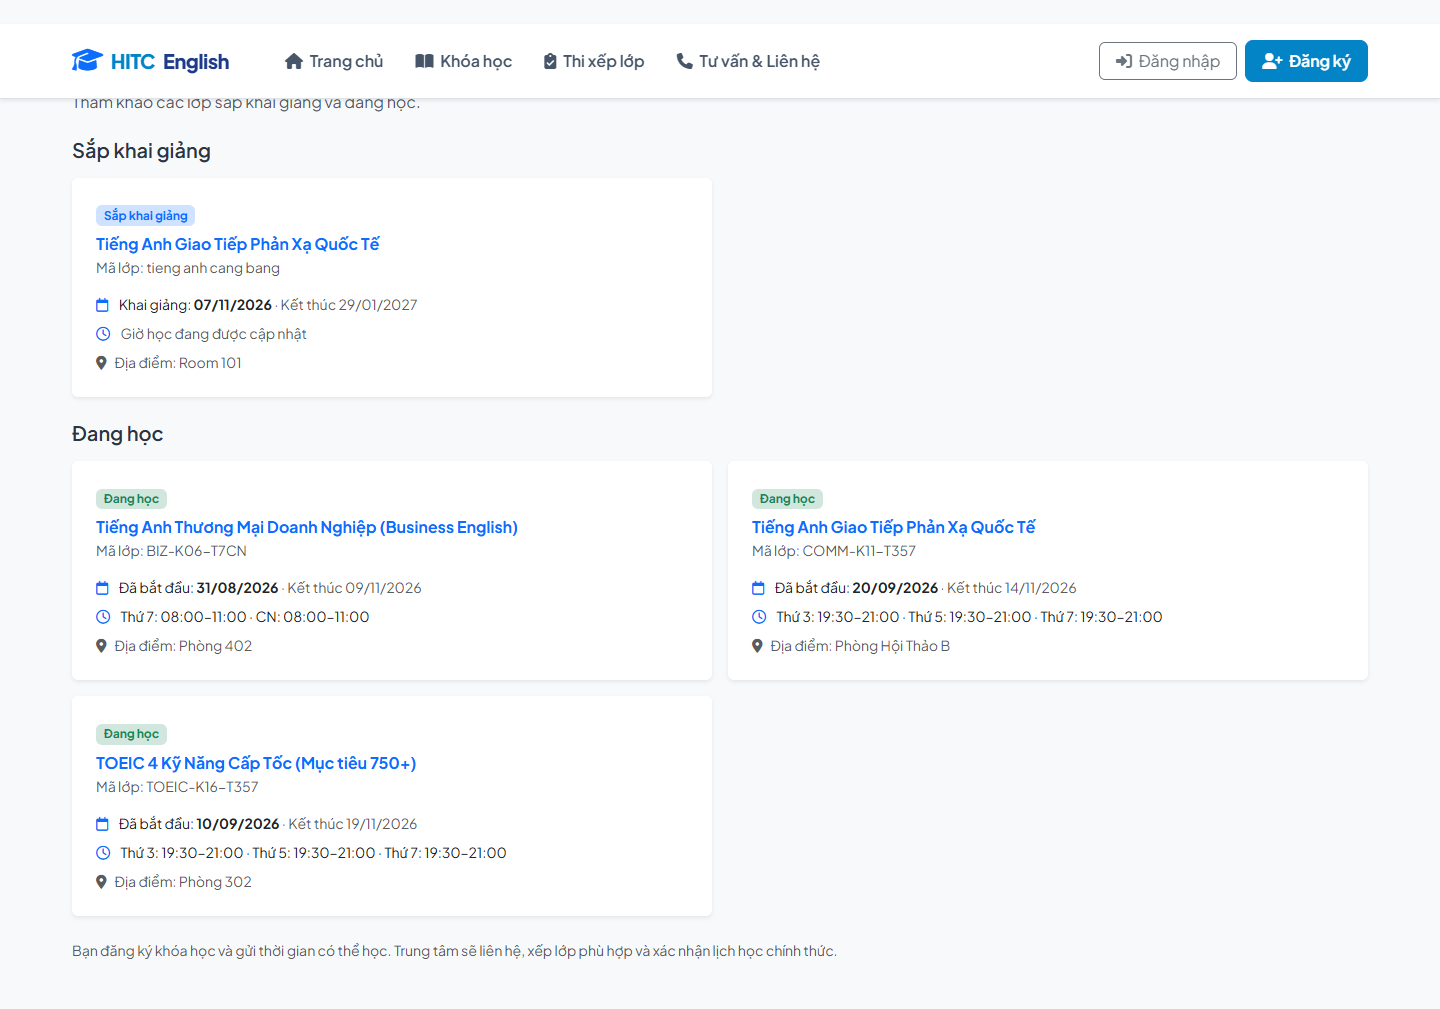 HITC English
Trang chủ
Khóa học
Thi xếp lớp
Tư vấn & Liên hệ
Đăng nhập
Đăng ký
Tham khảo các lớp sắp khai giảng và đang học.
Sắp khai giảng
Sắp khai giảng
Tiếng Anh Giao Tiếp Phản Xạ Quốc Tế
Mã lớp: tieng anh cang bang
Khai giảng: 07/11/2026 · Kết thúc 29/01/2027
Giờ học đang được cập nhật
Địa điểm: Room 101
Đang học
Đang học
Tiếng Anh Thương Mại Doanh Nghiệp (Business English)
Mã lớp: BIZ-K06-T7CN
Đã bắt đầu: 31/08/2026 · Kết thúc 09/11/2026
Thứ 7: 08:00–11:00 · CN: 08:00–11:00
Địa điểm: Phòng 402
Đang học
Tiếng Anh Giao Tiếp Phản Xạ Quốc Tế
Mã lớp: COMM-K11-T357
Đã bắt đầu: 20/09/2026 · Kết thúc 14/11/2026
Thứ 3: 19:30–21:00 · Thứ 5: 19:30–21:00 · Thứ 7: 19:30–21:00
Địa điểm: Phòng Hội Thảo B
Đang học
TOEIC 4 Kỹ Năng Cấp Tốc (Mục tiêu 750+)
Mã lớp: TOEIC-K16-T357
Đã bắt đầu: 10/09/2026 · Kết thúc 19/11/2026
Thứ 3: 19:30–21:00 · Thứ 5: 19:30–21:00 · Thứ 7: 19:30–21:00
Địa điểm: Phòng 302
Bạn đăng ký khóa học và gửi thời gian có thể học. Trung tâm sẽ liên hệ, xếp lớp phù hợp và xác nhận lịch học chính thức.